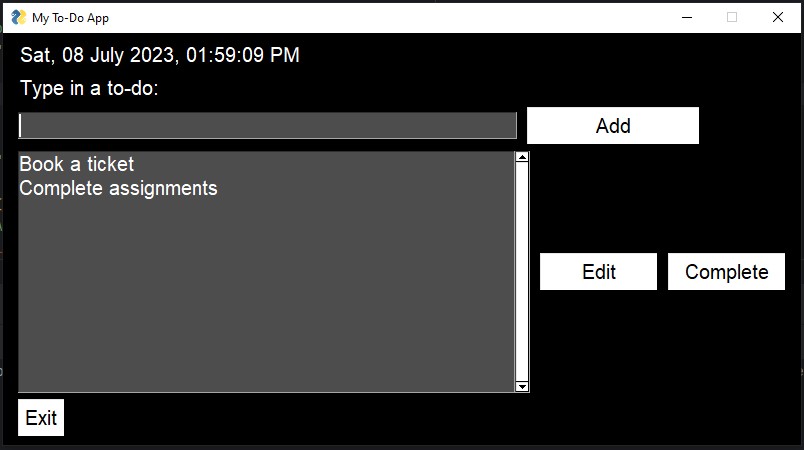 My To-Do App
Sat, 08 July 2023, 01:59:09 PM
Type in a to-do:
Add
Book a ticket
Complete assignments
Edit
Complete
Exit